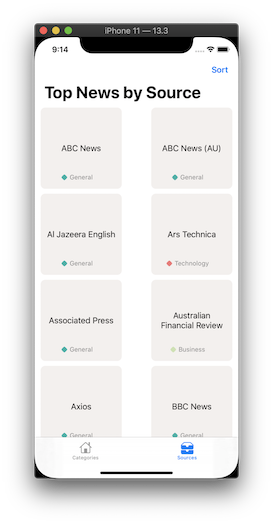 iPhone 11 — 13.3
9:14
Sort
Top News by Source
ABC News
General
ABC News (AU)
General
Al Jazeera English
General
Ars Technica
Technology
Associated Press
General
Australian
Financial Review
Business
Axios
General
BBC News
General
Categories
Sources